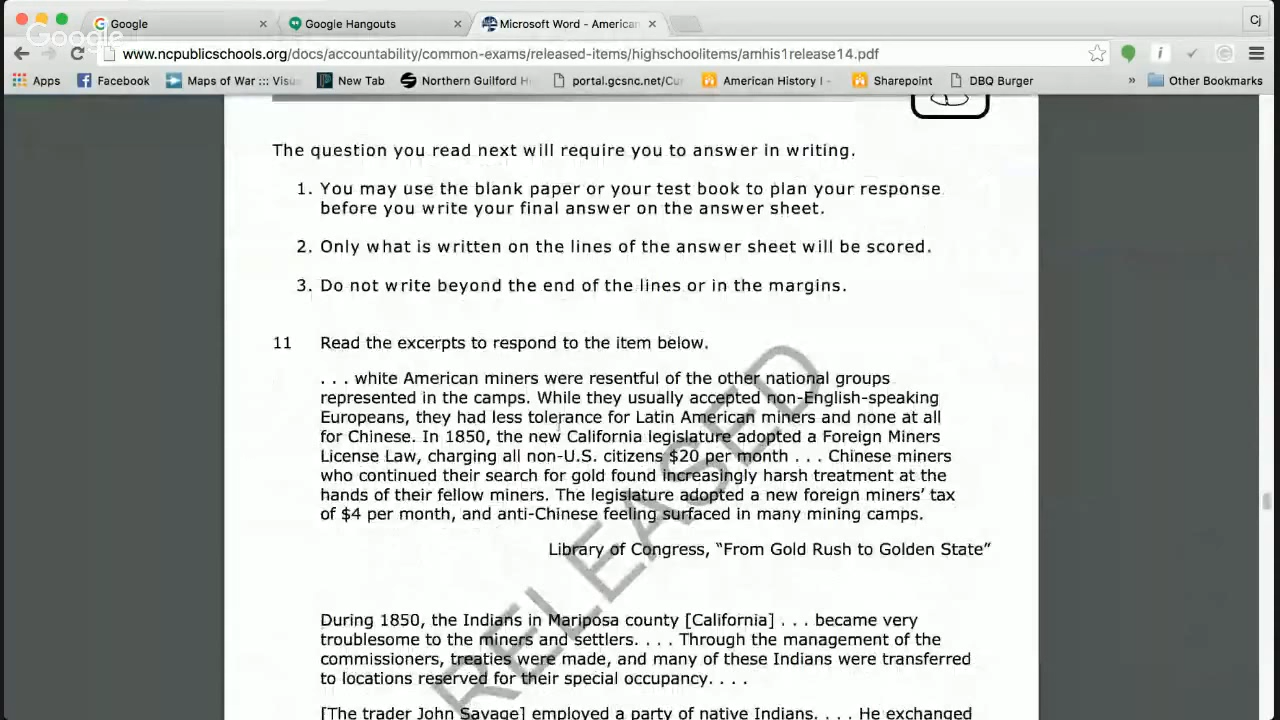 Google
Google Hangouts
Microsoft Word - American
Cj
Google
www.ncpublicschools.org/docs/accountability/common-exams/released-items/highschoolitems/amhis1release14.pdf
Apps Facebook Maps of War ::: Visu New Tab Northern Guilford H portal.gcsnc.net/Cur American History I - Sharepoint DBQ Burger » Other Bookmarks
The question you read next will require you to answer in writing.
1. You may use the blank paper or your test book to plan your response
before you write your final answer on the answer sheet.
2. Only what is written on the lines of the answer sheet will be scored.
3. Do not write beyond the end of the lines or in the margins.
11 Read the excerpts to respond to the item below.
. . . white American miners were resentful of the other national groups
represented in the camps. While they usually accepted non-English-speaking
Europeans, they had less tolerance for Latin American miners and none at all
for Chinese. In 1850, the new California legislature adopted a Foreign Miners
License Law, charging all non-U.S. citizens $20 per month . . . Chinese miners
who continued their search for gold found increasingly harsh treatment at the
hands of their fellow miners. The legislature adopted a new foreign miners’ tax
of $4 per month, and anti-Chinese feeling surfaced in many mining camps.
Library of Congress, “From Gold Rush to Golden State”
During 1850, the Indians in Mariposa county [California] . . . became very
troublesome to the miners and settlers. . . . Through the management of the
commissioners, treaties were made, and many of these Indians were transferred
to locations reserved for their special occupancy. . . .
[The trader John Savage] employed a party of native Indians. . . . He exchanged
RELEASED